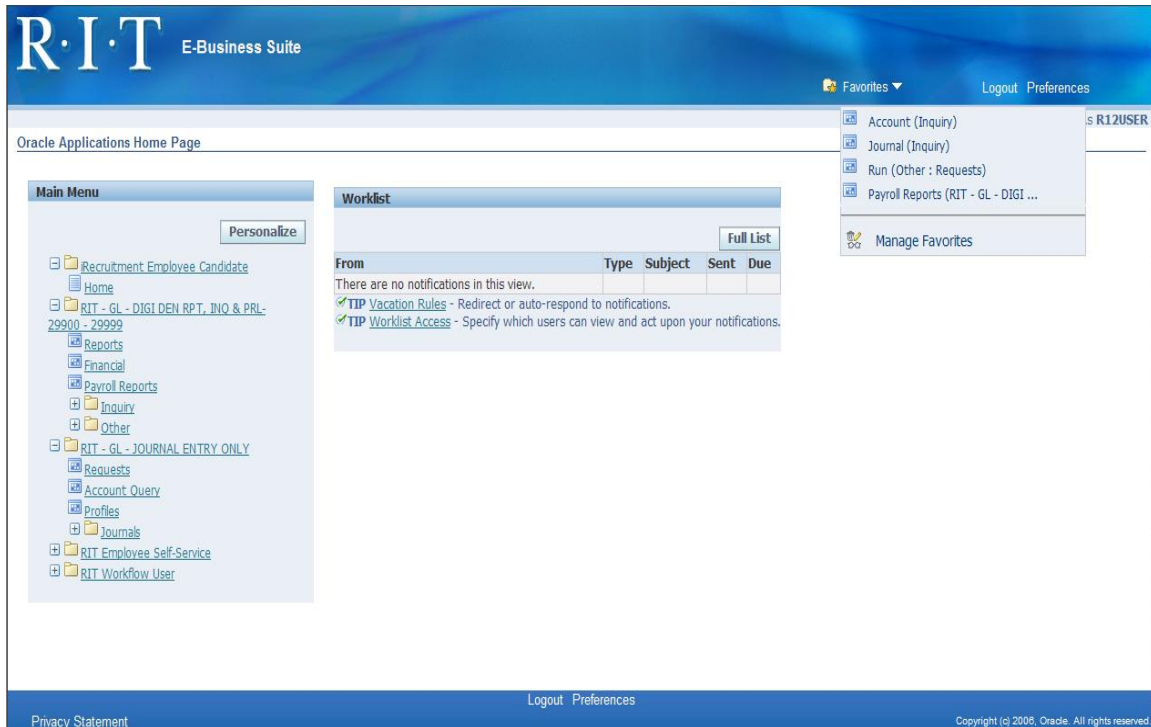 R·I·T E-Business Suite
Favorites Logout Preferences
Account (Inquiry)
Journal (Inquiry)
Run (Other : Requests)
Payroll Reports (RIT - GL - DIGI ...
Manage Favorites
s R12USER
Oracle Applications Home Page
Main Menu
Personalize
Recruitment Employee Candidate
Home
RIT - GL - DIGI DEN RPT, INQ & PRL-
29900 - 29999
Reports
Financial
Payroll Reports
Inquiry
Other
RIT - GL - JOURNAL ENTRY ONLY
Requests
Account Query
Profiles
Journals
RIT Employee Self-Service
RIT Workflow User
Worklist
Full List
From Type Subject Sent Due
There are no notifications in this view.
TIP Vacation Rules - Redirect or auto-respond to notifications.
TIP Worklist Access - Specify which users can view and act upon your notifications.
Logout Preferences
Privacy Statement
Copyright (c) 2006, Oracle. All rights reserved.